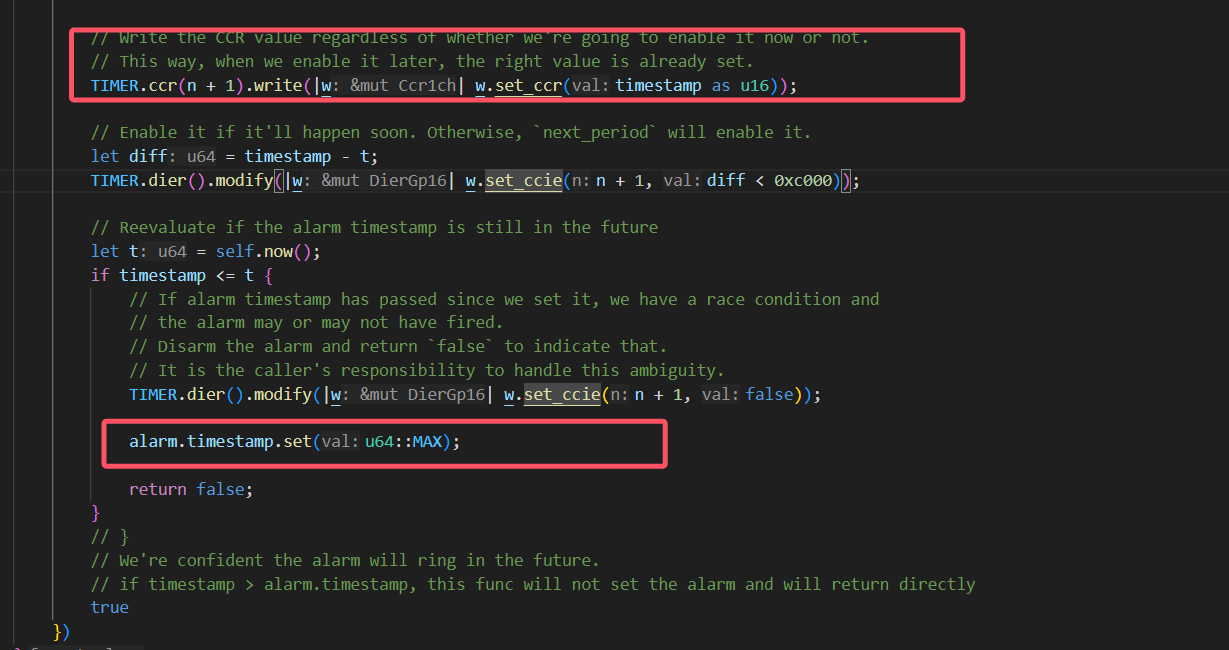 // Write the CCR value regardless of whether we're going to enable it now or not.
// This way, when we enable it later, the right value is already set.
TIMER.ccr(n + 1).write(|w: &mut Ccr1ch| w.set_ccr(val: timestamp as u16));
// Enable it if it'll happen soon. Otherwise, `next_period` will enable it.
let diff: u64 = timestamp - t;
TIMER.dier().modify(|w: &mut DierGp16| w.set_ccie(n: n + 1, val: diff < 0xc000));
// Reevaluate if the alarm timestamp is still in the future
let t: u64 = self.now();
if timestamp <= t {
// If alarm timestamp has passed since we set it, we have a race condition and
// the alarm may or may not have fired.
// Disarm the alarm and return `false` to indicate that.
// It is the caller's responsibility to handle this ambiguity.
TIMER.dier().modify(|w: &mut DierGp16| w.set_ccie(n: n + 1, val: false));
alarm.timestamp.set(val: u64::MAX);
return false;
}
// }
// We're confident the alarm will ring in the future.
// if timestamp > alarm.timestamp, this func will not set the alarm and will return directly
true
})